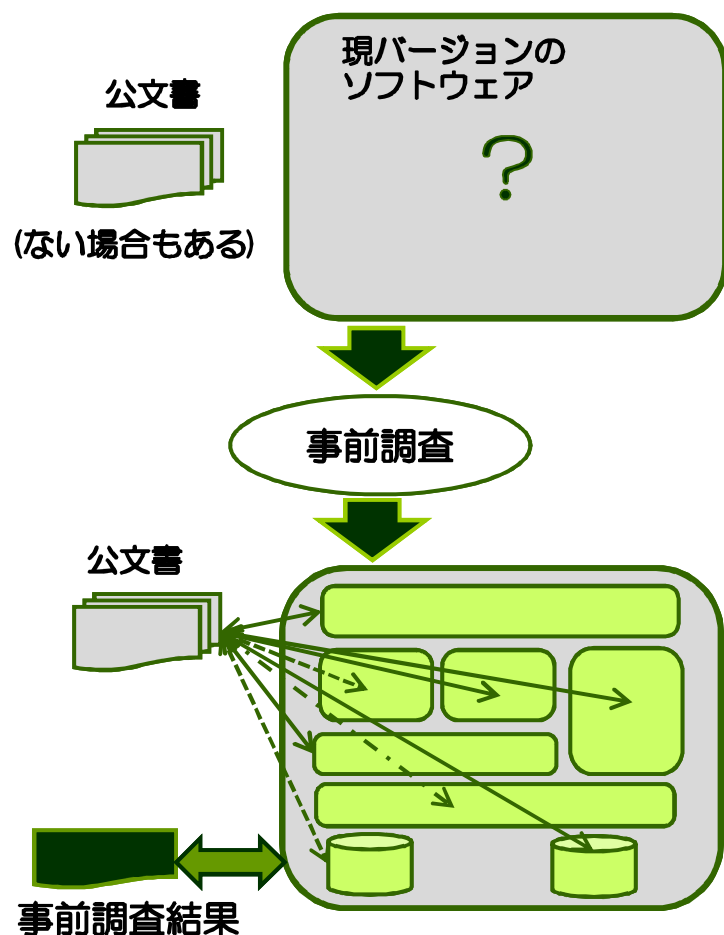 現バージョンの
ソフトウェア
?
公文書
(ない場合もある)
事前調査
公文書
事前調査結果